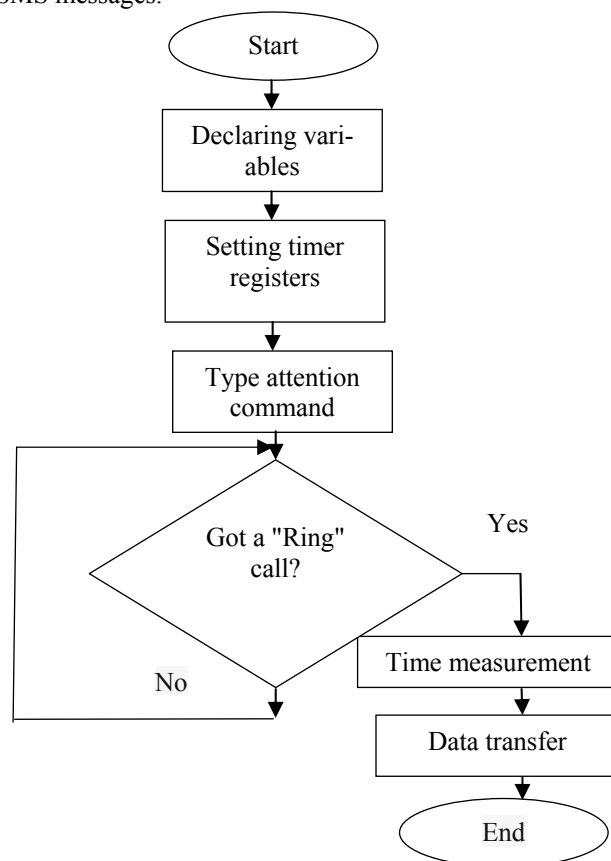 SMS messages.
Start
Declaring vari-
ables
Setting timer
registers
Type attention
command
Got a "Ring"
call?
Yes
No
Time measurement
Data transfer
End